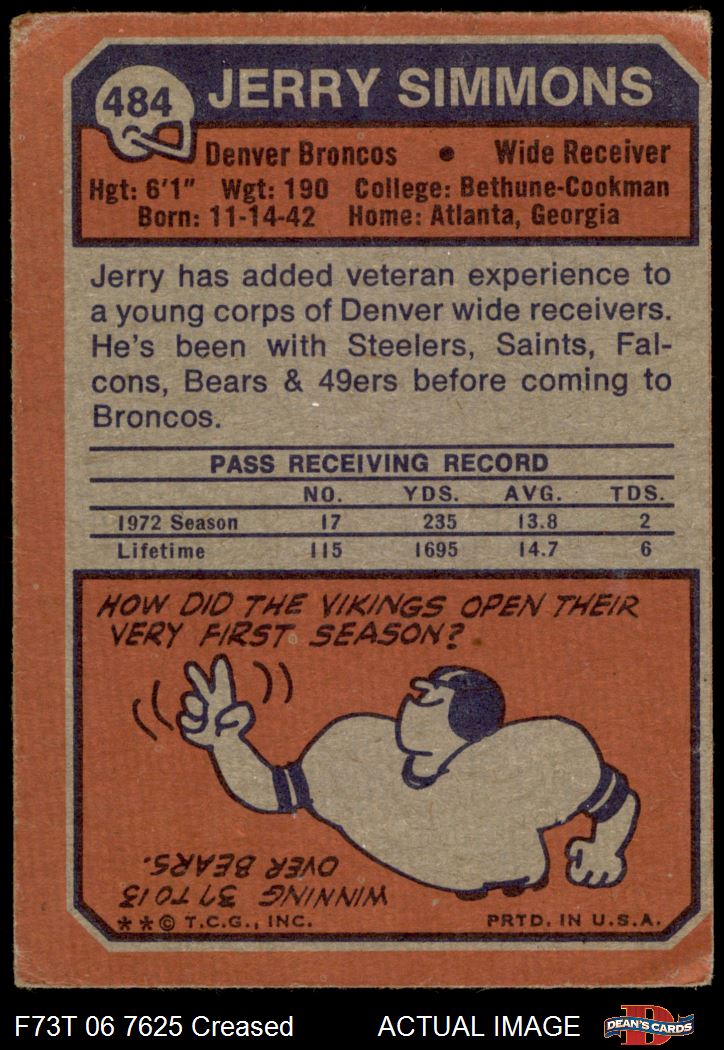 484
JERRY SIMMONS
Denver Broncos • Wide Receiver
Hgt: 6'1" Wgt: 190 College: Bethune-Cookman
Born: 11-14-42 Home: Atlanta, Georgia
Jerry has added veteran experience to
a young corps of Denver wide receivers.
He's been with Steelers, Saints, Fal-
cons, Bears & 49ers before coming to
Broncos.
PASS RECEIVING RECORD
NO. YDS. AVG. TDS.
1972 Season 17 235 13.8 2
Lifetime 115 1695 14.7 6
HOW DID THE VIKINGS OPEN THEIR
VERY FIRST SEASON?
WINNING 37 TO 13
OVER BEARS.
**© T.C.G., INC. PRTD. IN U.S.A.
F73T 06 7625 Creased ACTUAL IMAGE
D
DEAN'S CARDS